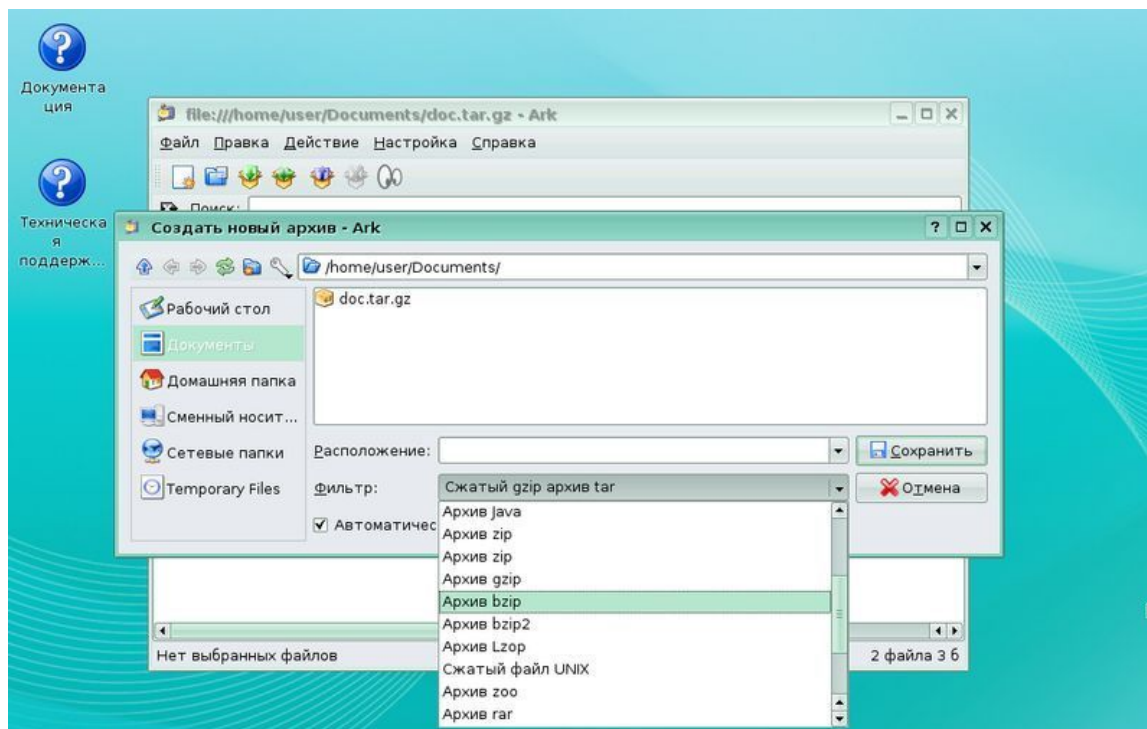 Документа
ция
Техническа
я
поддерж...
file:///home/user/Documents/doc.tar.gz - Ark
Файл Правка Действие Настройка Справка
Поиск:
Создать новый архив - Ark
/home/user/Documents/
Рабочий стол
Документы
Домашняя папка
Сменный носит...
Сетевые папки
Temporary Files
doc.tar.gz
Расположение:
Сохранить
Фильтр:
Сжатый gzip архив tar
Отмена
Автоматичес
Архив Java
Архив zip
Архив zip
Архив gzip
Архив bzip
Архив bzip2
Архив Lzop
Сжатый файл UNIX
Архив zoo
Архив rar
Нет выбранных файлов
2 файла 3 б